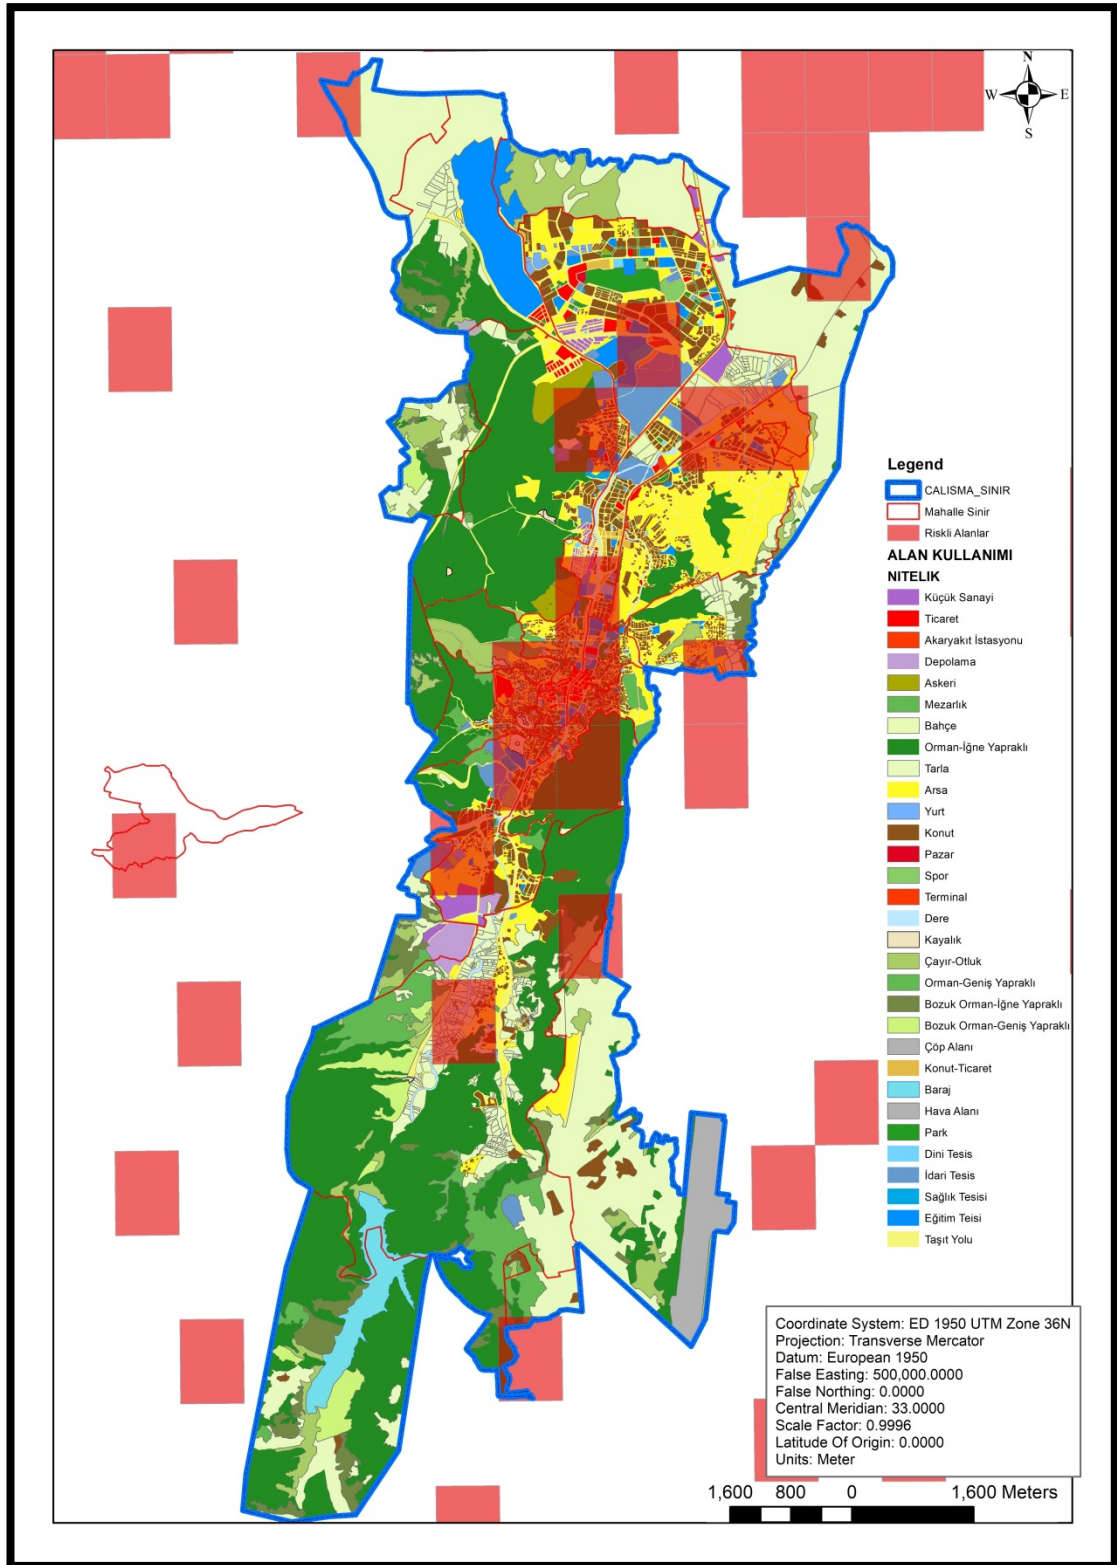 N
W E
S
Legend
CALISMA_SINIR
Mahalle Sinir
Riskli Alanlar
ALAN KULLANIMI
NITELIK
Küçük Sanayi
Ticaret
Akaryakıt İstasyonu
Depolama
Askeri
Mezarlık
Bahçe
Orman-İğne Yapraklı
Tarla
Arsa
Yurt
Konut
Pazar
Spor
Terminal
Dere
Kayalık
Çayır-Otluk
Orman-Geniş Yapraklı
Bozuk Orman-İğne Yapraklı
Bozuk Orman-Geniş Yapraklı
Çöp Alanı
Konut-Ticaret
Baraj
Hava Alanı
Park
Dini Tesis
İdari Tesis
Sağlık Tesisi
Eğitim Teisi
Taşıt Yolu
Coordinate System: ED 1950 UTM Zone 36N
Projection: Transverse Mercator
Datum: European 1950
False Easting: 500,000.0000
False Northing: 0.0000
Central Meridian: 33.0000
Scale Factor: 0.9996
Latitude Of Origin: 0.0000
Units: Meter
1,600 800 0 1,600 Meters